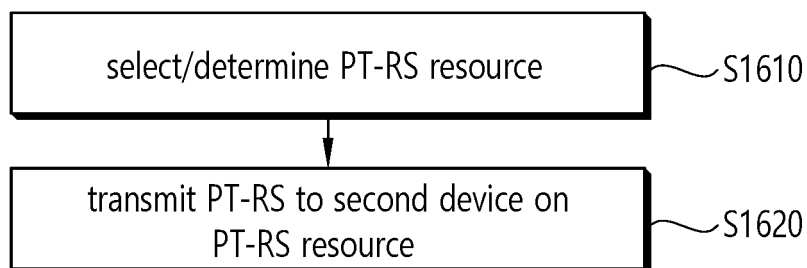 select/determine PT-RS resource
S1610
transmit PT-RS to second device on
PT-RS resource
S1620